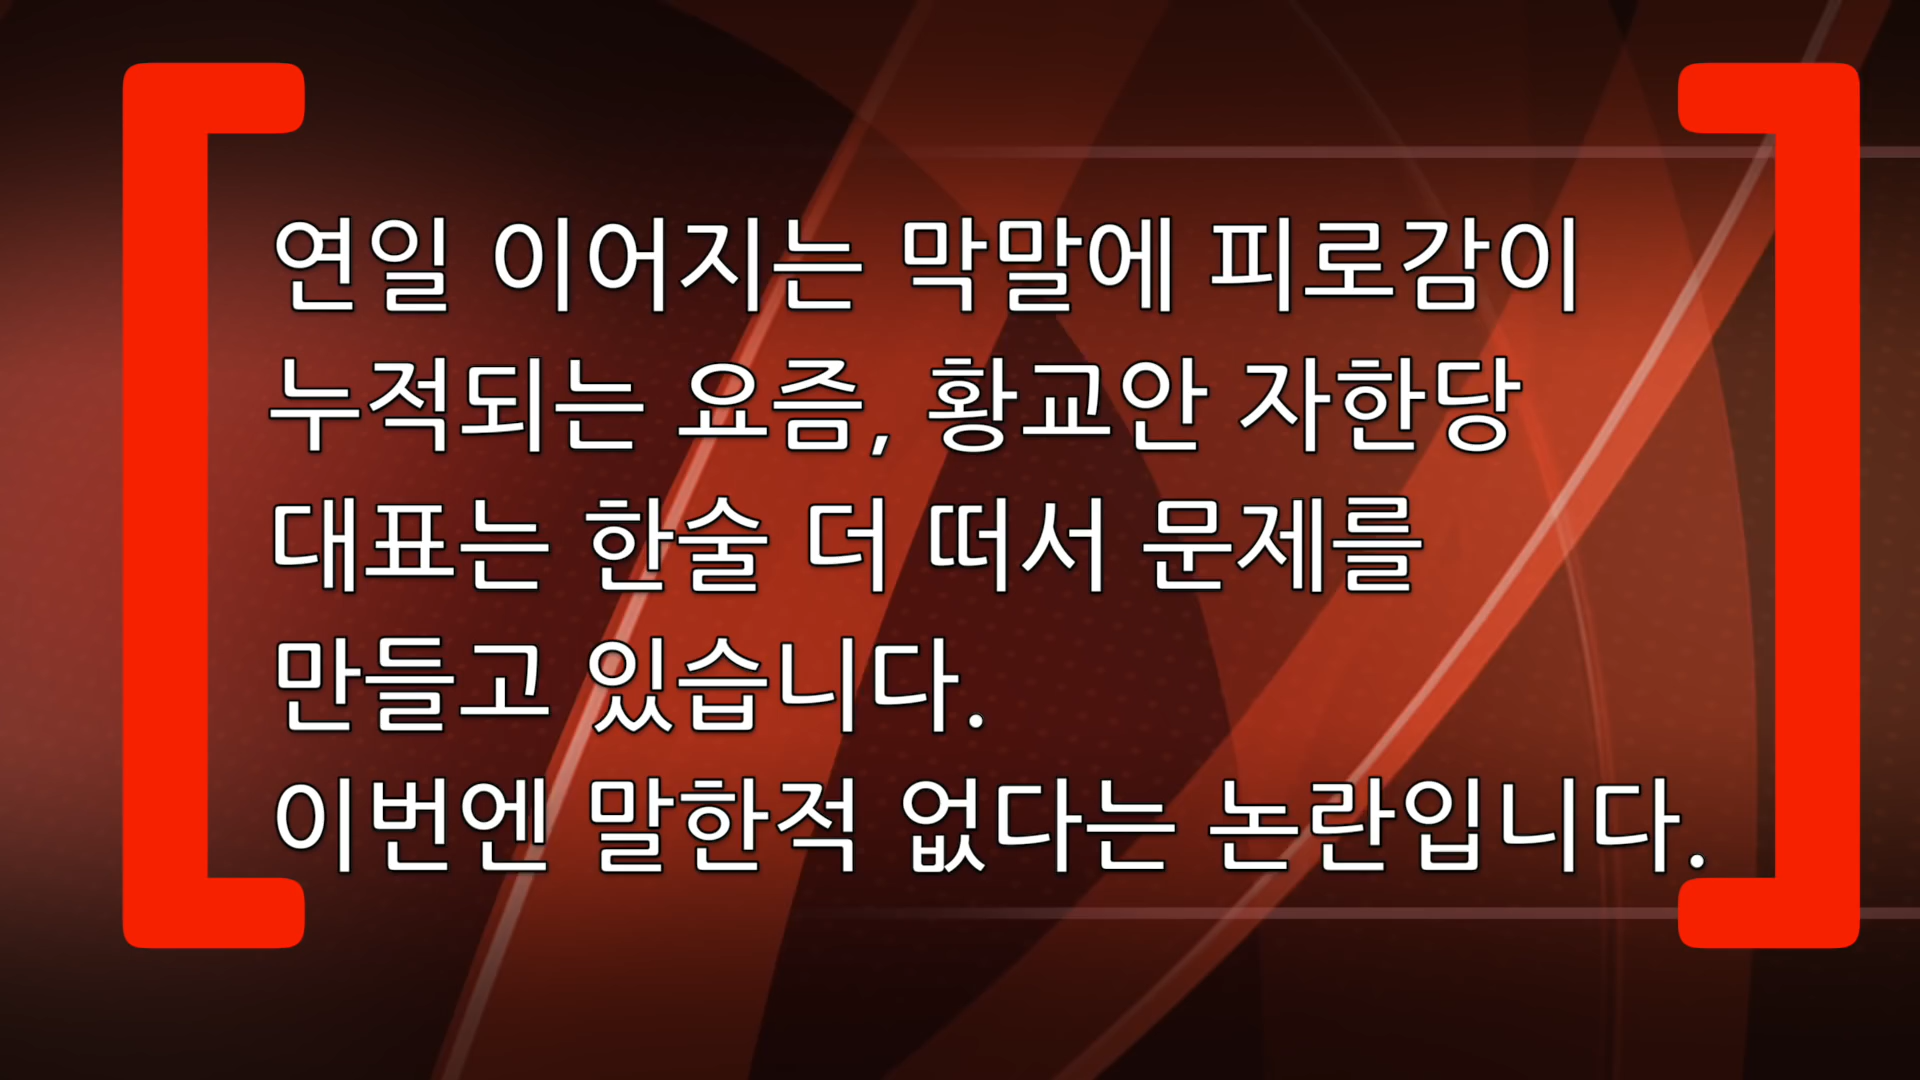 연일 이어지는 막말에 피로감이
누적되는 요즘, 황교안 자한당
대표는 한술 더 떠서 문제를
만들고 있습니다.
이번엔 말한적 없다는 논란입니다.